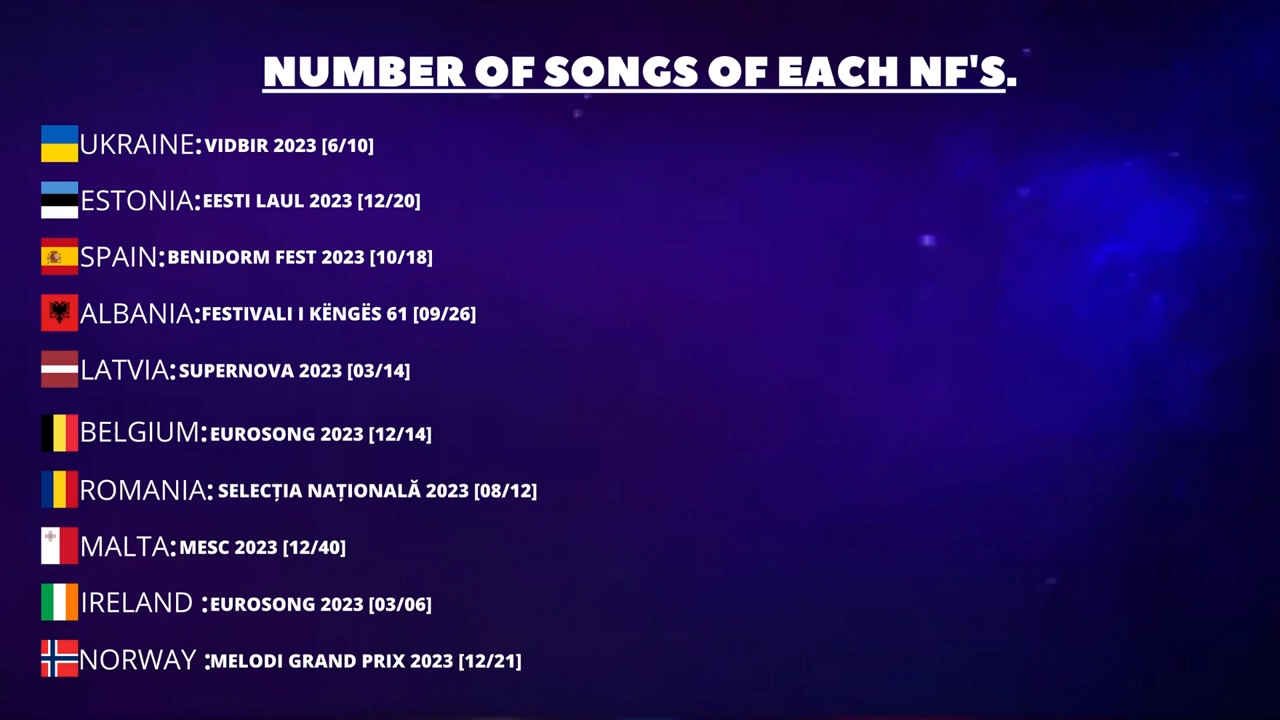 NUMBER OF SONGS OF EACH NF'S.
UKRAINE:VIDBIR 2023 [6/10]
ESTONIA:EESTI LAUL 2023 [12/20]
SPAIN:BENIDORM FEST 2023 [10/18]
ALBANIA:FESTIVALI I KËNGËS 61 [09/26]
LATVIA:SUPERNOVA 2023 [03/14]
BELGIUM:EUROSONG 2023 [12/14]
ROMANIA: SELECȚIA NAȚIONALĂ 2023 [08/12]
MALTA:MESC 2023 [12/40]
IRELAND :EUROSONG 2023 [03/06]
NORWAY :MELODI GRAND PRIX 2023 [12/21]